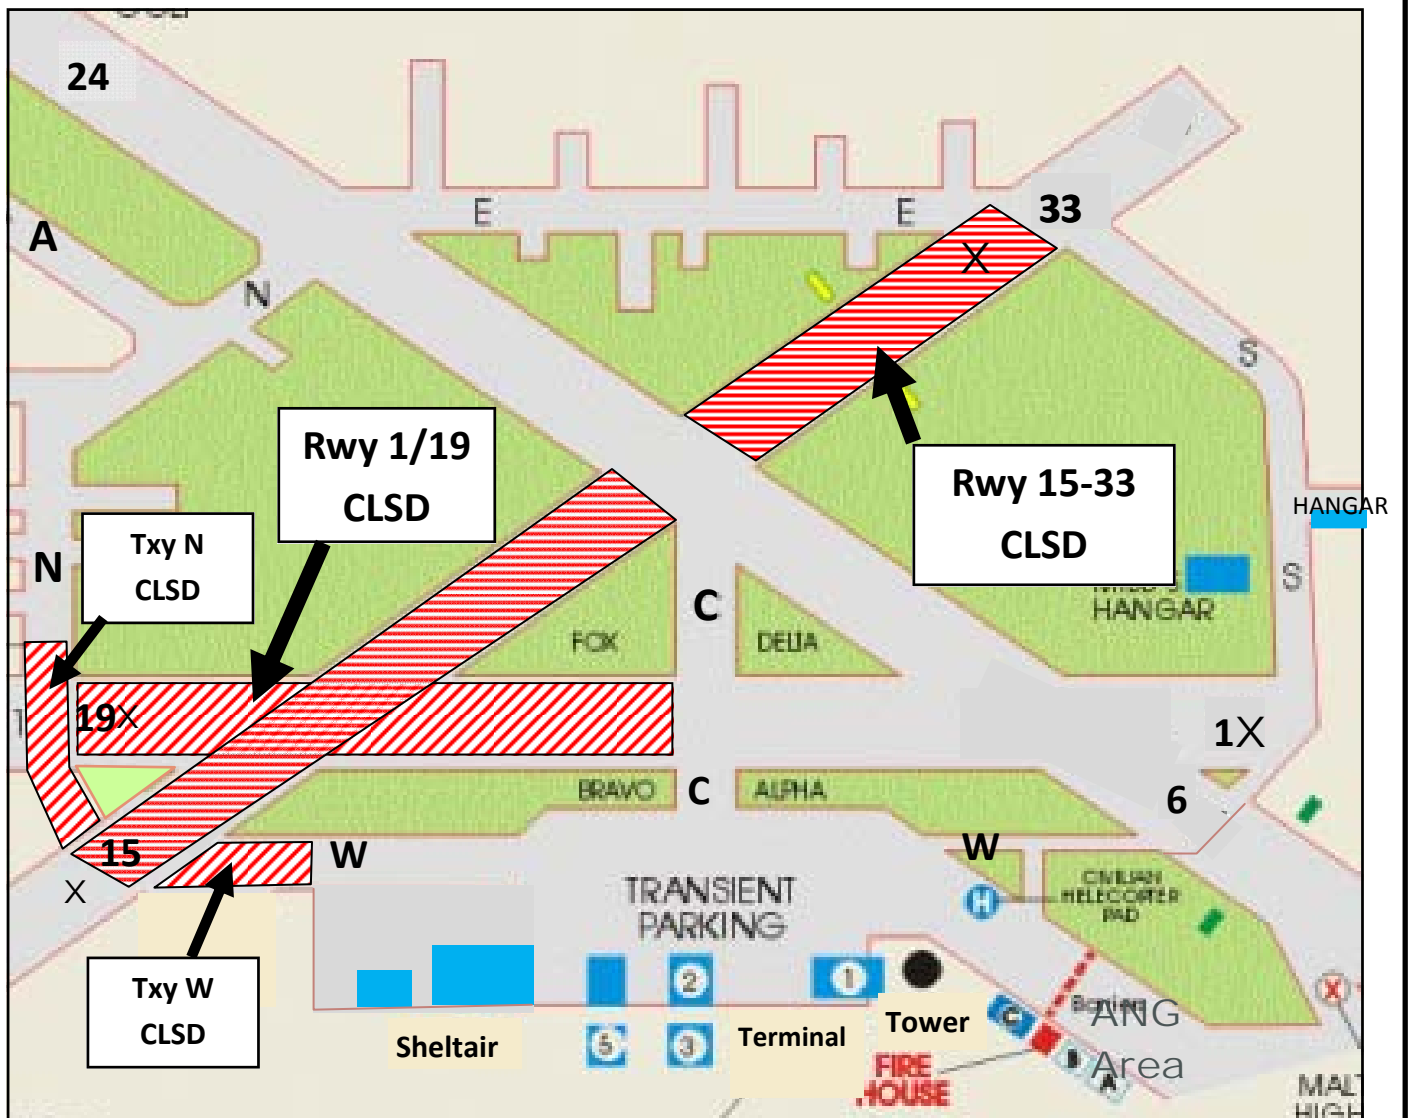 24
E
E
33
A
N
S
Rwy 1/19
CLSD
Rwy 15-33
CLSD
HANGAR
Txy N
CLSD
N
S
HANGAR
C
FOX
DELTA
19X
1X
BRAVO
C
ALPHA
6
15
W
W
X
X
TRANSIENT
PARKING
CIVILIAN
HELECOPTER
PAD
H
Txy W
CLSD
2
1
X
5
3
Sheltair
Terminal
Tower
C
B
A
ANG
Area
FIRE
HOUSE